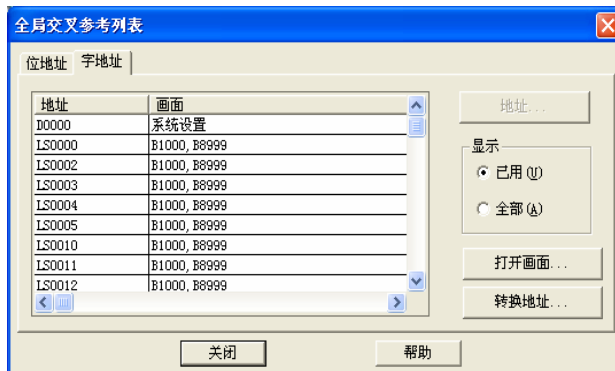 全局交叉参考列表
位地址 字地址
地址 画面
D0000 系统设置
LS0000 B1000, B8999
LS0002 B1000, B8999
LS0003 B1000, B8999
LS0004 B1000, B8999
LS0005 B1000, B8999
LS0010 B1000, B8999
LS0011 B1000, B8999
LS0012 B1000, B8999
地址...
显示
已用(U)
全部(A)
打开画面...
转换地址...
关闭 帮助